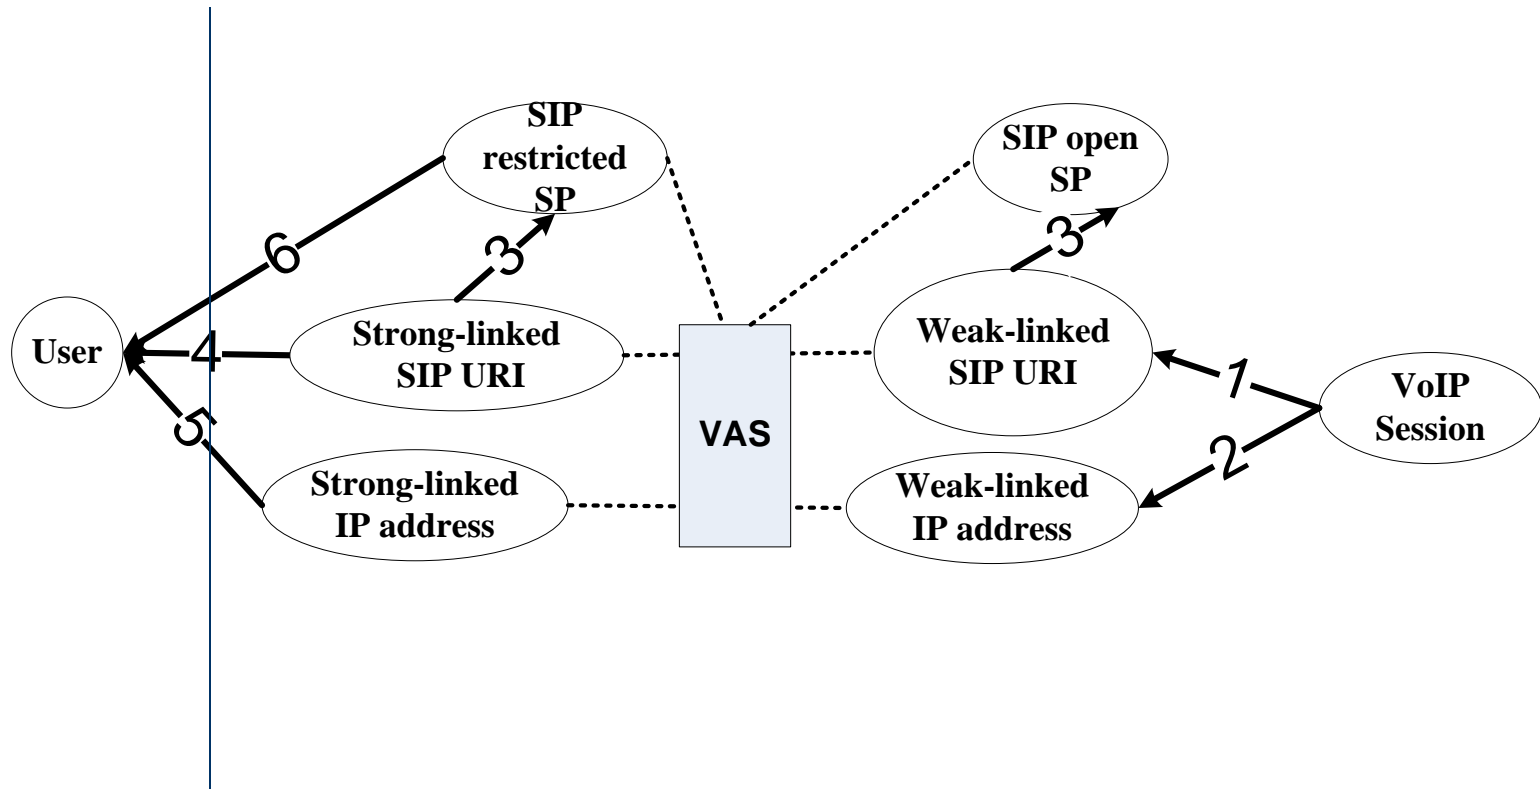 SIP
restricted
SP
SIP open
SP
6
3
3
User
4
Strong-linked
SIP URI
Weak-linked
SIP URI
1
VoIP
Session
5
VAS
2
Strong-linked
IP address
Weak-linked
IP address